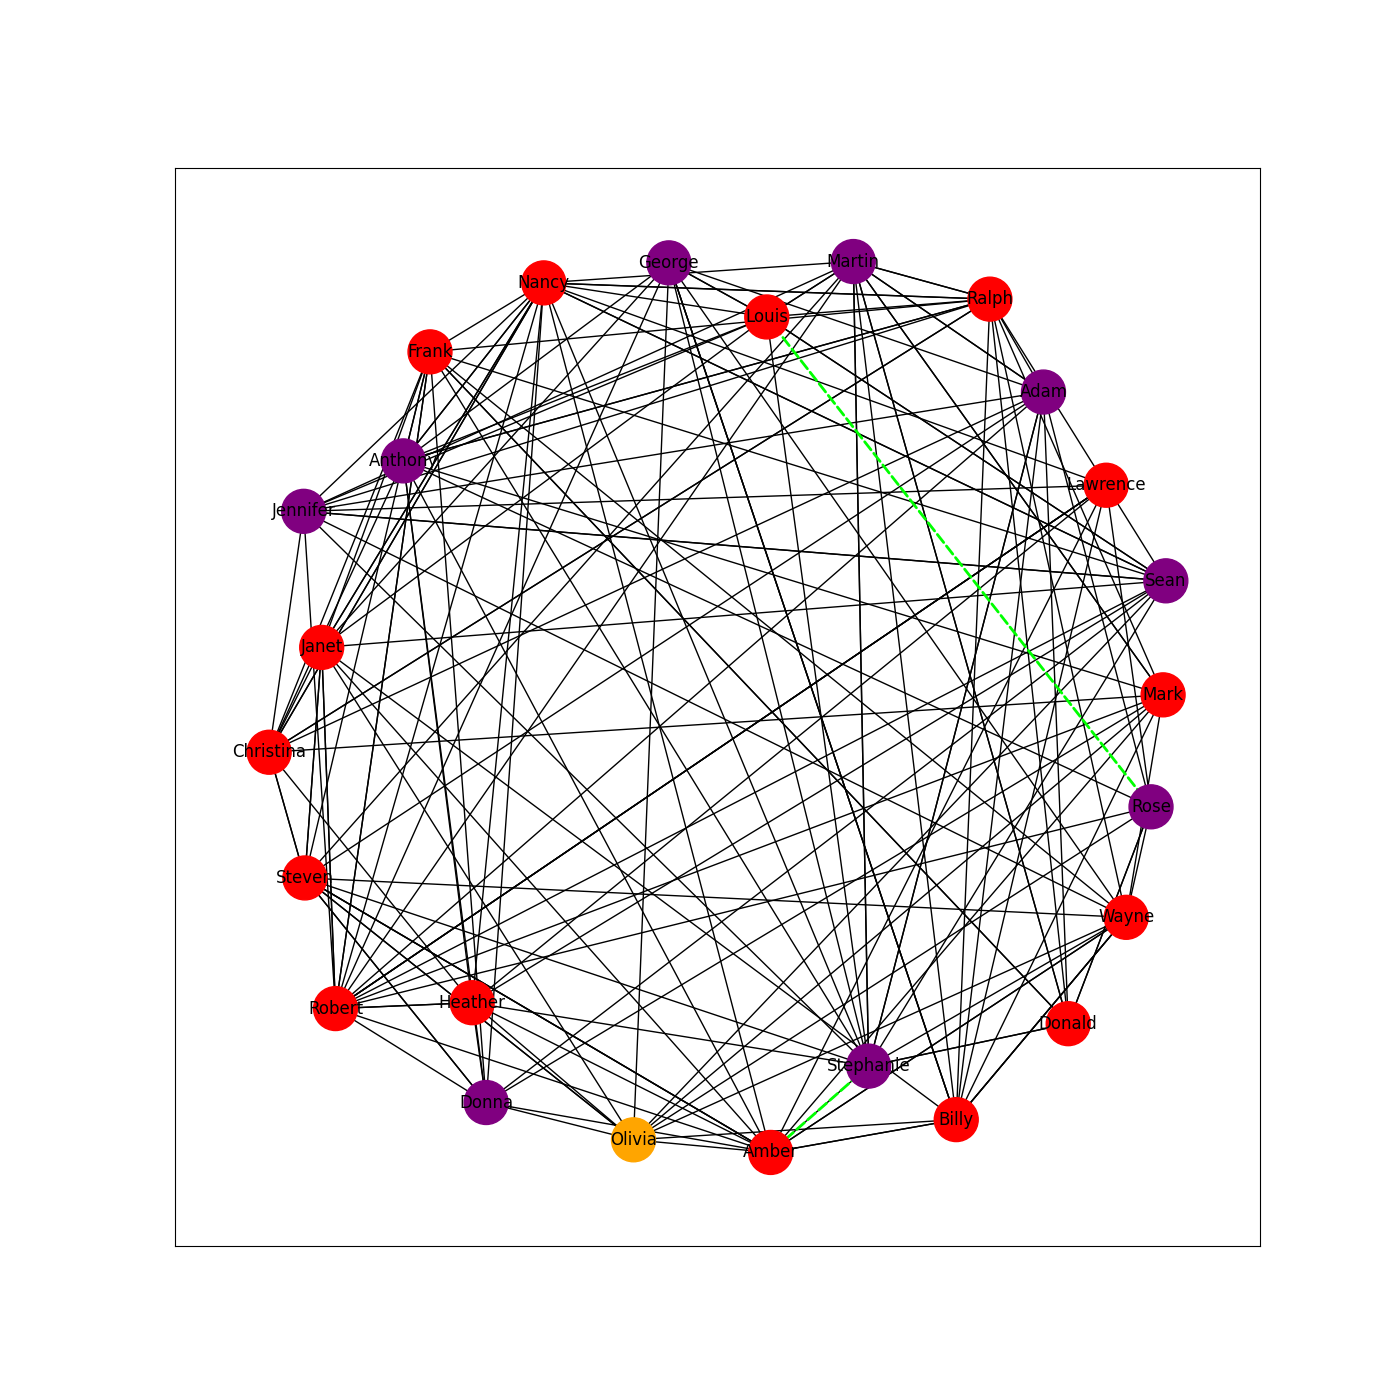 George
Martin
Nancy
Ralph
Louis
Frank
Adam
Anthony
Lawrence
Jennifer
Sean
Janet
Mark
Christina
Rose
Steven
Wayne
Heather
Robert
Donald
Stephanie
Donna
Billy
Olivia
Amber